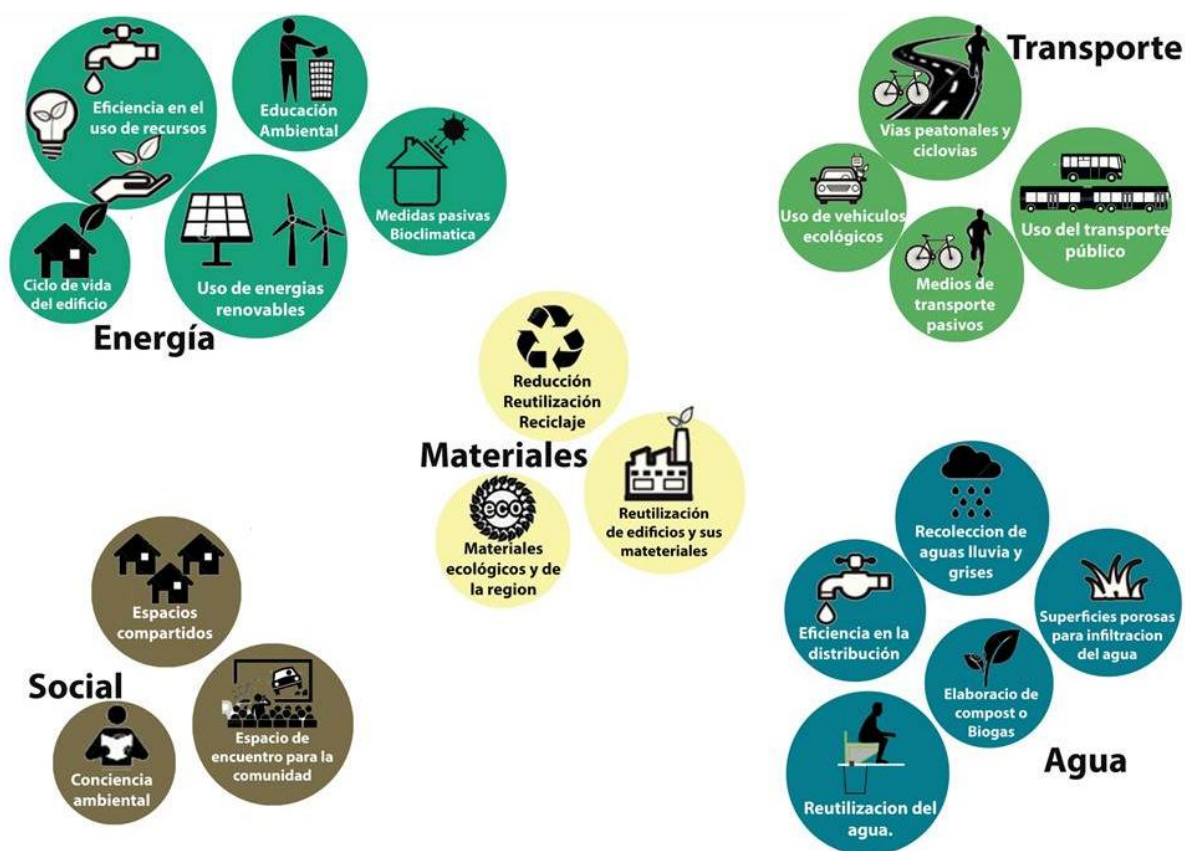 Eficiencia en el
uso de recursos
Educación
Ambiental
Medidas pasivas
Bioclimatica
Ciclo de vida
del edificio
Uso de energias
renovables
Energía
Transporte
Vias peatonales y
ciclovias
Uso de vehiculos
ecológicos
Uso del transporte
público
Medios de
transporte
pasivos
Reducción
Reutilización
Reciclaje
Materiales
eco
Materiales
ecológicos y de
la region
Reutilización
de edificios y sus
mateteriales
Espacios
compartidos
Social
Conciencia
ambiental
Espacio de
encuentro para la
comunidad
Recoleccion de
aguas lluvia y
grises
Eficiencia en la
distribución
Superficies porosas
para infiltracion
del agua
Elaboracio de
compost o
Biogas
Reutilizacion del
agua.
Agua